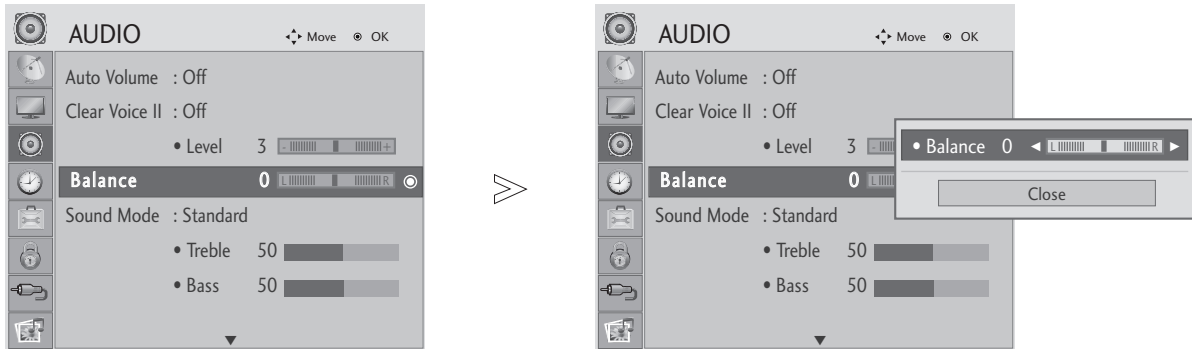 AUDIO
Move OK
Auto Volume : Off
Clear Voice II : Off
• Level 3 - +
Balance 0 L R
Sound Mode : Standard
• Treble 50
• Bass 50
AUDIO
Move OK
Auto Volume : Off
Clear Voice II : Off
• Level 3 -
Balance 0 L
Sound Mode : Standard
• Treble 50
• Bass 50
• Balance 0 L R
Close